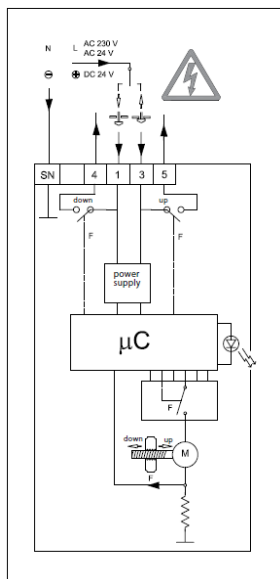 N L AC 230 V
AC 24 V
⊖ ⊕ DC 24 V
SN 4 1 3 5
down up
F F
power
supply
µC
F
down up
M
F